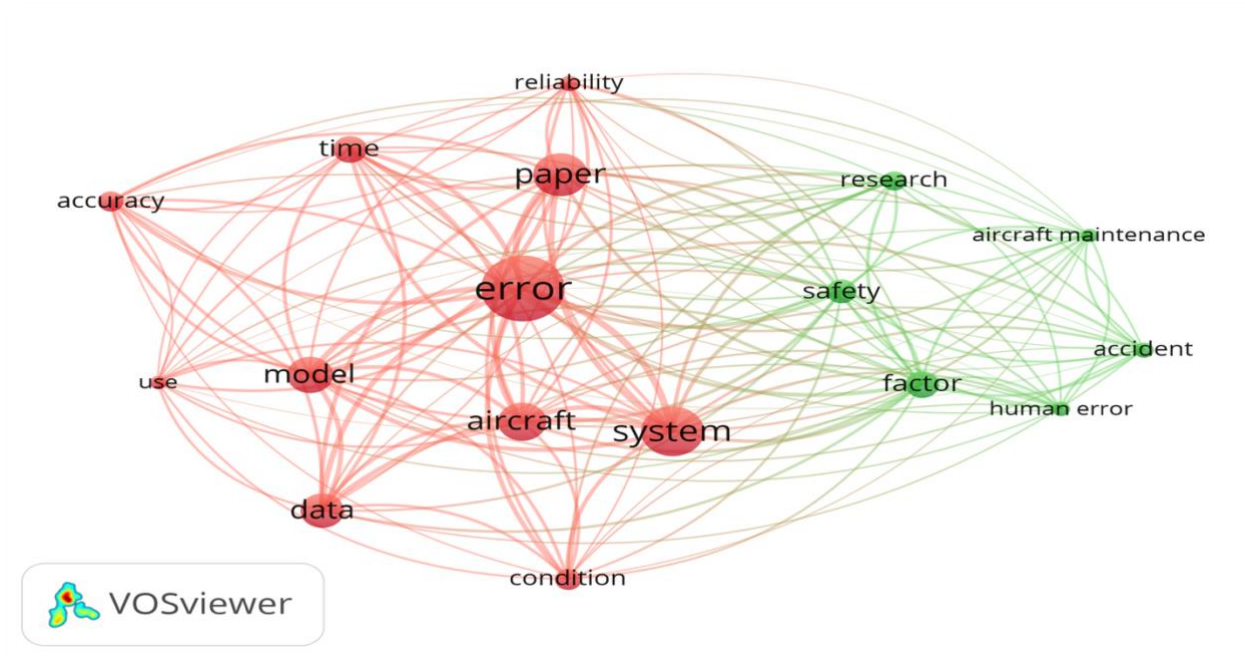 reliability
time
paper
research
accuracy
aircraft maintenance
error
safety
accident
model
use
factor
human error
aircraft
system
data
condition
VOSviewer